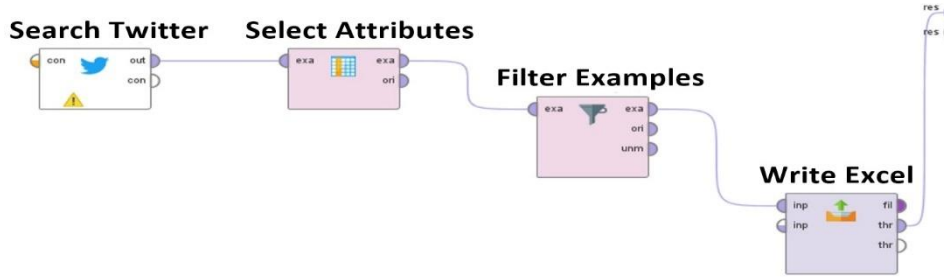 res
res
Search Twitter
Select Attributes
con out
con
exa exa
ori
Filter Examples
exa exa
ori
unm
Write Excel
inp fil
inp thr
thr